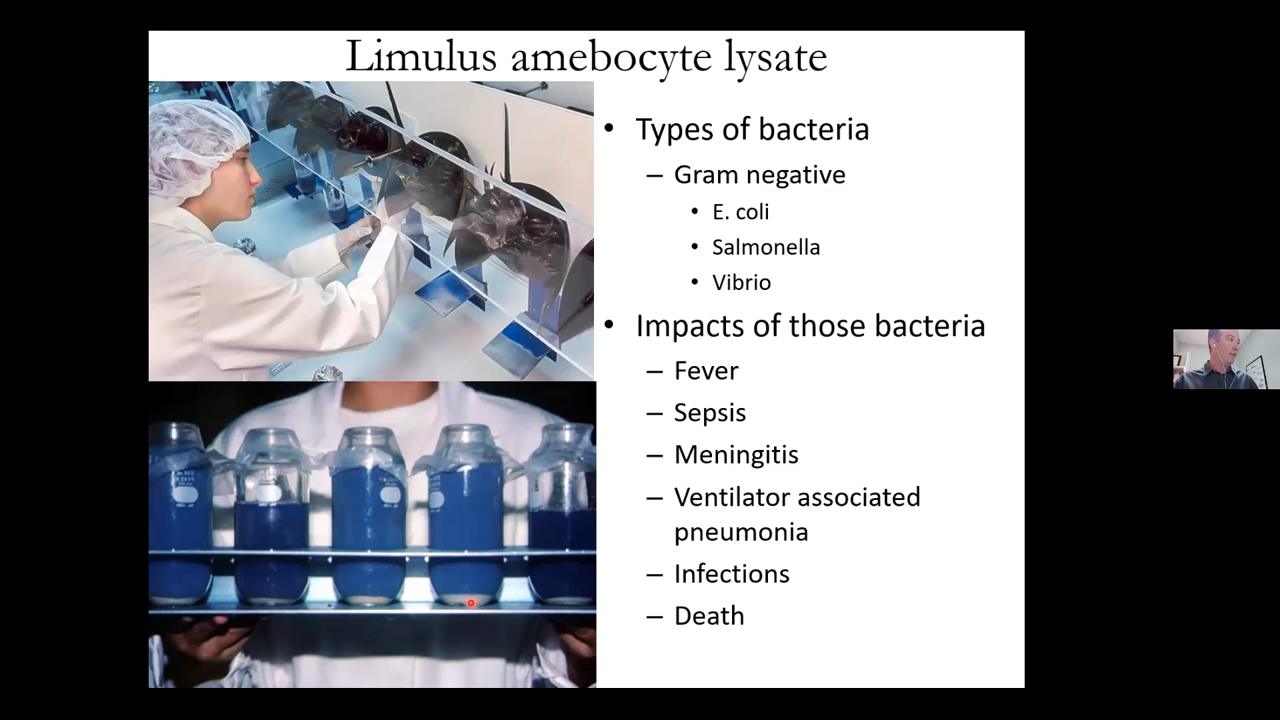 Limulus amebocyte lysate
• Types of bacteria
– Gram negative
• E. coli
• Salmonella
• Vibrio
• Impacts of those bacteria
– Fever
– Sepsis
– Meningitis
– Ventilator associated
pneumonia
– Infections
– Death